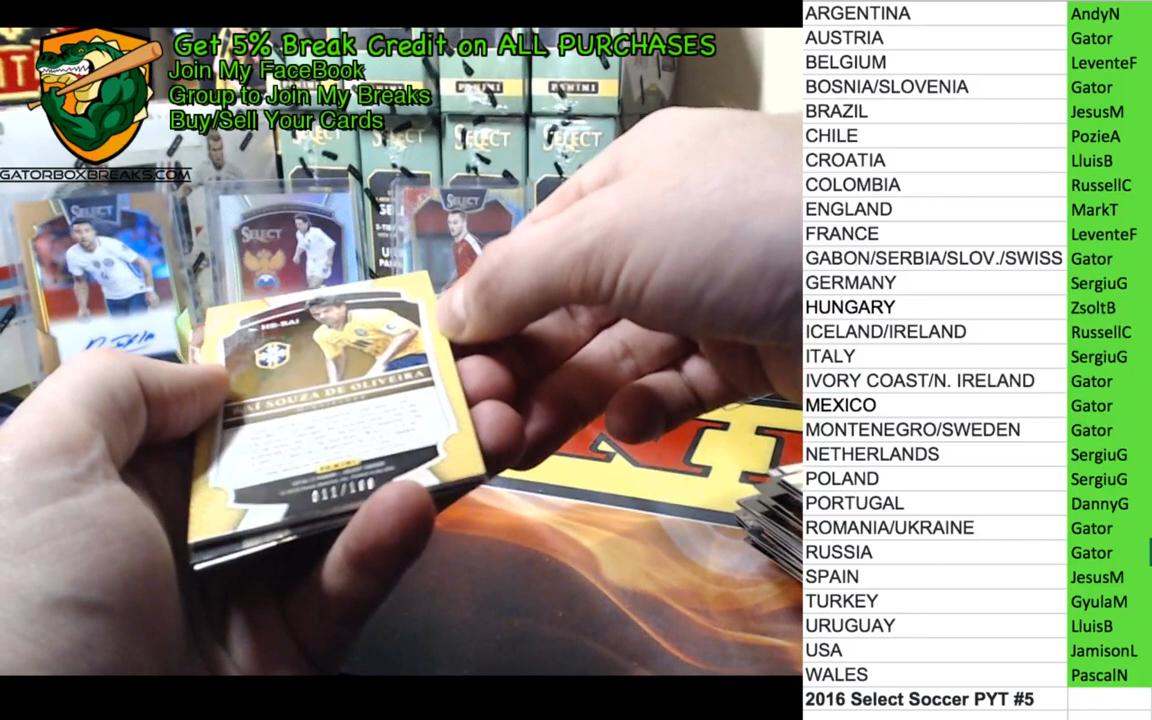 Get 5% Break Credit on ALL PURCHASES
Join My FaceBook
Group to Join My Breaks
Buy/Sell Your Cards
GATORBOXBREAKS.COM
PANINI
PANINI
SELECT
SELECT
SELECT
SELECT
SELECT
SOUZA DE OLIVEIRA
PANINI
ARGENTINA AndyN
AUSTRIA Gator
BELGIUM LeventeF
BOSNIA/SLOVENIA Gator
BRAZIL JesusM
CHILE PozieA
CROATIA LluisB
COLOMBIA RussellC
ENGLAND MarkT
FRANCE LeventeF
GABON/SERBIA/SLOV./SWISS Gator
GERMANY SergiuG
HUNGARY ZsoltB
ICELAND/IRELAND RussellC
ITALY SergiuG
IVORY COAST/N. IRELAND Gator
MEXICO Gator
MONTENEGRO/SWEDEN Gator
NETHERLANDS SergiuG
POLAND SergiuG
PORTUGAL DannyG
ROMANIA/UKRAINE Gator
RUSSIA Gator
SPAIN JesusM
TURKEY GyulaM
URUGUAY LluisB
USA JamisonL
WALES PascalN
2016 Select Soccer PYT #5